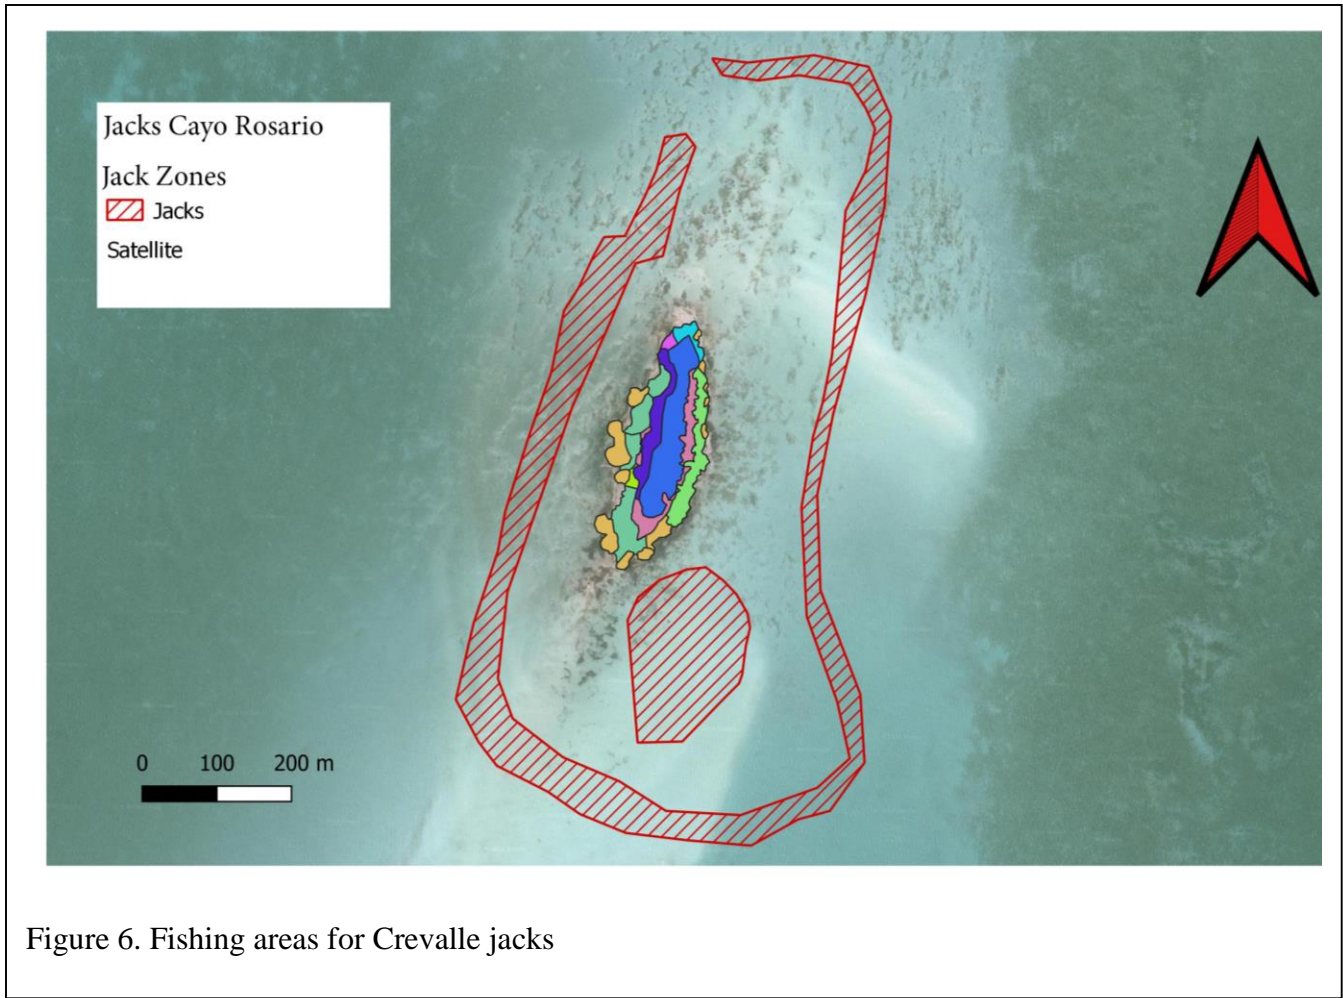 Jacks Cayo Rosario
Jack Zones
Jacks
Satellite
0 100 200 m
Figure 6. Fishing areas for Crevalle jacks